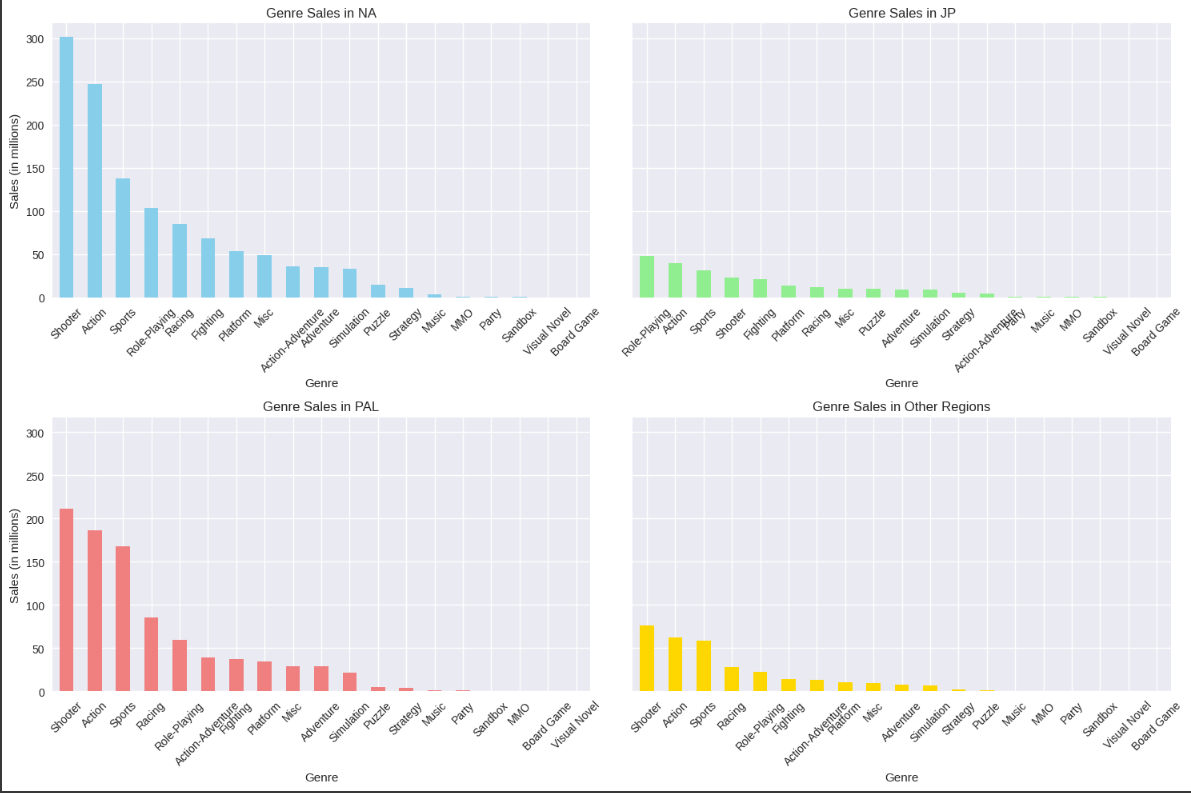 Genre Sales in NA
Genre Sales in JP
Sales (in millions)
300
250
200
150
100
50
0
Shooter
Action
Sports
Role-Playing
Racing
Fighting
Platform
Misc
Action-Adventure
Adventure
Simulation
Puzzle
Strategy
Music
MMO
Party
Sandbox
Visual Novel
Board Game
Genre
Role-Playing
Action
Sports
Shooter
Fighting
Platform
Racing
Misc
Puzzle
Adventure
Simulation
Strategy
Action-Adventure
Party
Music
MMO
Sandbox
Visual Novel
Board Game
Genre
Genre Sales in PAL
Genre Sales in Other Regions
Sales (in millions)
300
250
200
150
100
50
0
Shooter
Action
Sports
Racing
Role-Playing
Action-Adventure
Fighting
Platform
Misc
Adventure
Simulation
Puzzle
Strategy
Music
Party
Sandbox
MMO
Board Game
Visual Novel
Genre
Shooter
Action
Sports
Racing
Role-Playing
Fighting
Action-Adventure
Platform
Misc
Adventure
Simulation
Strategy
Puzzle
Music
MMO
Party
Sandbox
Visual Novel
Board Game
Genre